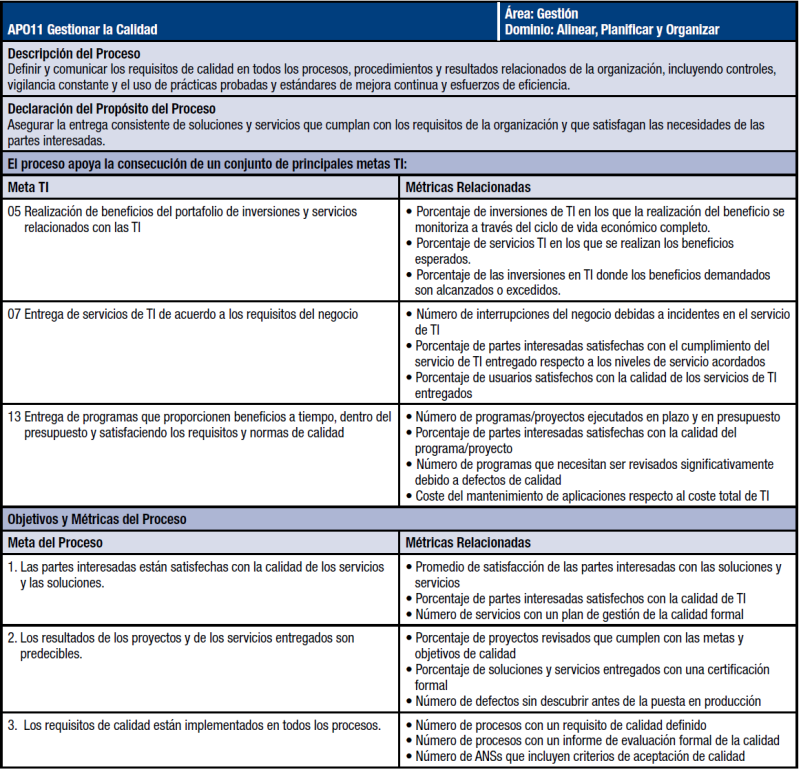 APO11 Gestionar la Calidad
Área: Gestión
Dominio: Alinear, Planificar y Organizar
Descripción del Proceso
Definir y comunicar los requisitos de calidad en todos los procesos, procedimientos y resultados relacionados de la organización, incluyendo controles,
vigilancia constante y el uso de prácticas probadas y estándares de mejora continua y esfuerzos de eficiencia.
Declaración del Propósito del Proceso
Asegurar la entrega consistente de soluciones y servicios que cumplan con los requisitos de la organización y que satisfagan las necesidades de las
partes interesadas.
El proceso apoya la consecución de un conjunto de principales metas TI:
Meta TI
Métricas Relacionadas
05 Realización de beneficios del portafolio de inversiones y servicios
relacionados con las TI
• Porcentaje de inversiones de TI en los que la realización del beneficio se
monitoriza a través del ciclo de vida económico completo.
• Porcentaje de servicios TI en los que se realizan los beneficios
esperados.
• Porcentaje de las inversiones en TI donde los beneficios demandados
son alcanzados o excedidos.
07 Entrega de servicios de TI de acuerdo a los requisitos del negocio
• Número de interrupciones del negocio debidas a incidentes en el servicio
de TI
• Porcentaje de partes interesadas satisfechas con el cumplimiento del
servicio de TI entregado respecto a los niveles de servicio acordados
• Porcentaje de usuarios satisfechos con la calidad de los servicios de TI
entregados
13 Entrega de programas que proporcionen beneficios a tiempo, dentro del
presupuesto y satisfaciendo los requisitos y normas de calidad
• Número de programas/proyectos ejecutados en plazo y en presupuesto
• Porcentaje de partes interesadas satisfechas con la calidad del
programa/proyecto
• Número de programas que necesitan ser revisados significativamente
debido a defectos de calidad
• Coste del mantenimiento de aplicaciones respecto al coste total de TI
Objetivos y Métricas del Proceso
Meta del Proceso
Métricas Relacionadas
1. Las partes interesadas están satisfechas con la calidad de los servicios
y las soluciones.
• Promedio de satisfacción de las partes interesadas con las soluciones y
servicios
• Porcentaje de partes interesadas satisfechos con la calidad de TI
• Número de servicios con un plan de gestión de la calidad formal
2. Los resultados de los proyectos y de los servicios entregados son
predecibles.
• Porcentaje de proyectos revisados que cumplen con las metas y
objetivos de calidad
• Porcentaje de soluciones y servicios entregados con una certificación
formal
• Número de defectos sin descubrir antes de la puesta en producción
3. Los requisitos de calidad están implementados en todos los procesos.
• Número de procesos con un requisito de calidad definido
• Número de procesos con un informe de evaluación formal de la calidad
• Número de ANSs que incluyen criterios de aceptación de calidad